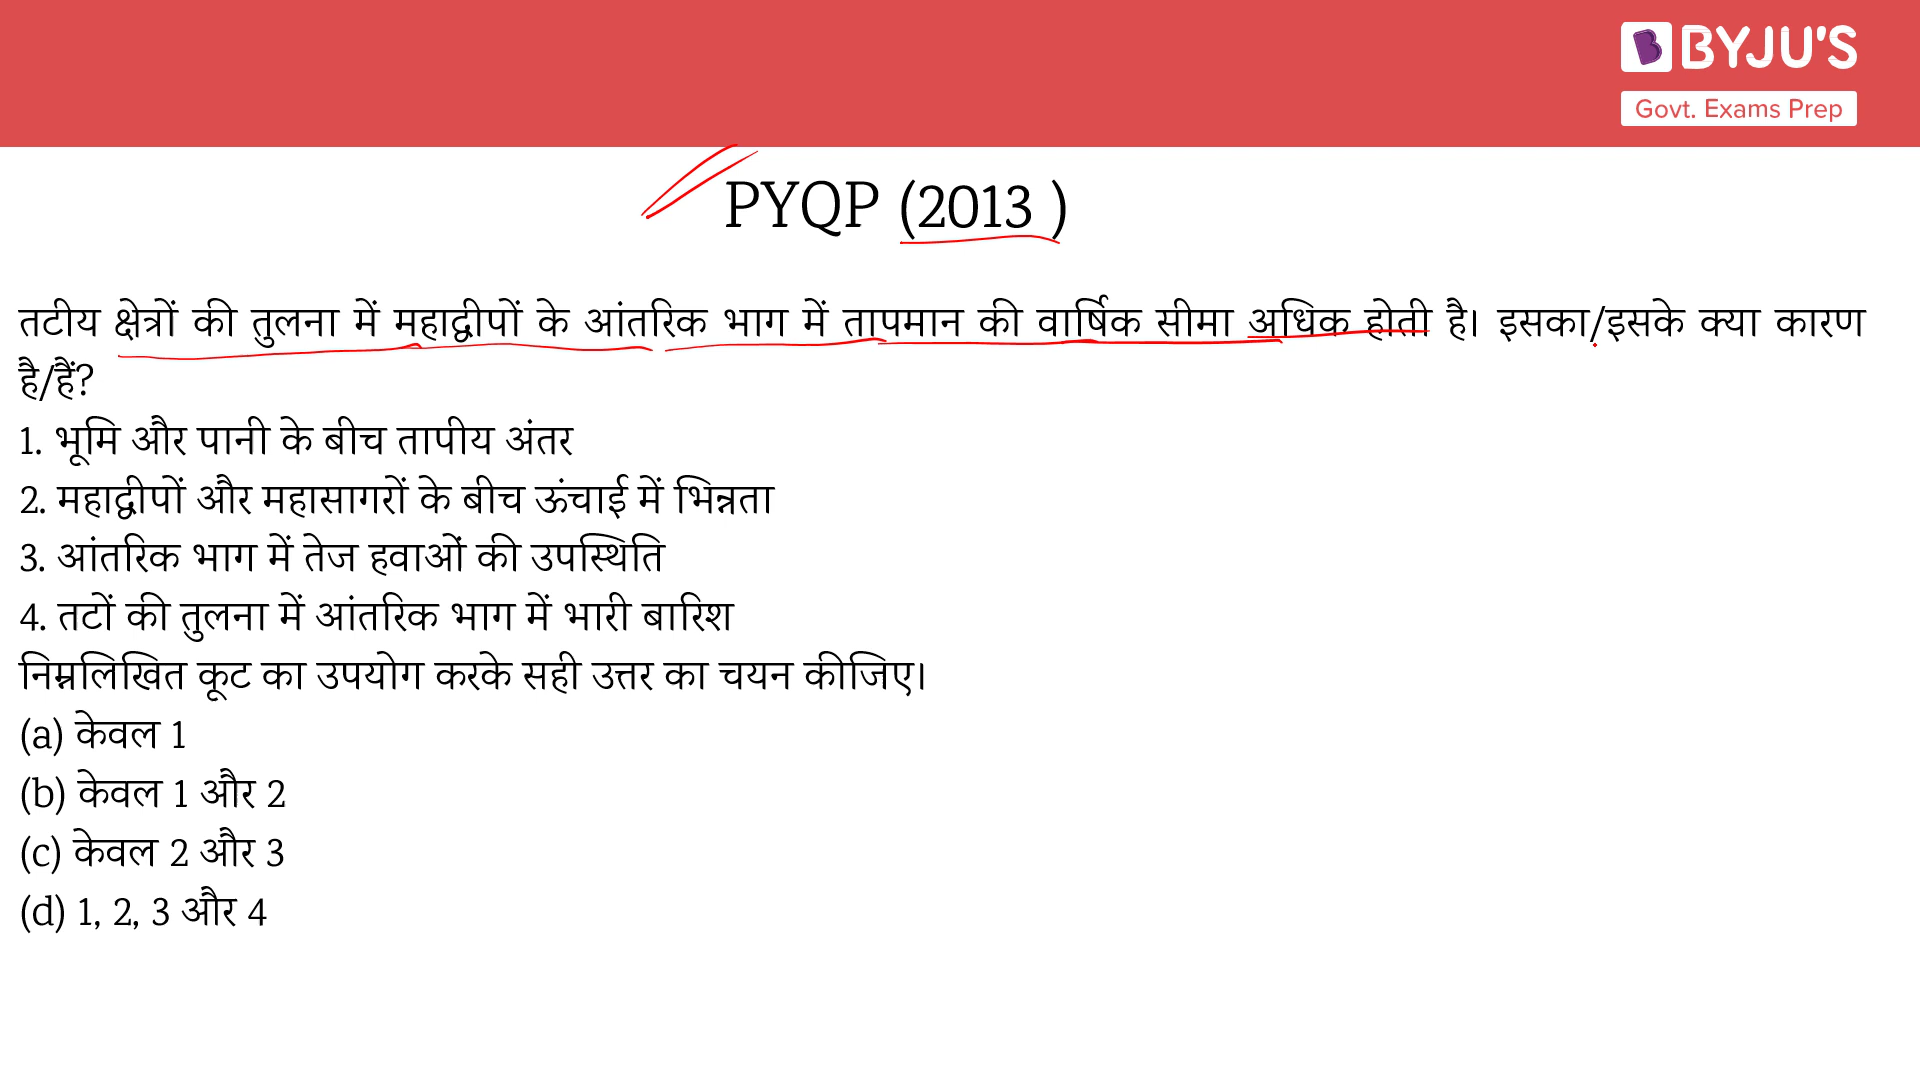 BYJU'S
Govt. Exams Prep
PYQP (2013 )
तटीय क्षेत्रों की तुलना में महाद्वीपों के आंतरिक भाग में तापमान की वार्षिक सीमा अधिक होती है। इसका/इसके क्या कारण
है/हैं?
1. भूमि और पानी के बीच तापीय अंतर
2. महाद्वीपों और महासागरों के बीच ऊंचाई में भिन्नता
3. आंतरिक भाग में तेज हवाओं की उपस्थिति
4. तटों की तुलना में आंतरिक भाग में भारी बारिश
निम्नलिखित कूट का उपयोग करके सही उत्तर का चयन कीजिए।
(a) केवल 1
(b) केवल 1 और 2
(c) केवल 2 और 3
(d) 1, 2, 3 और 4